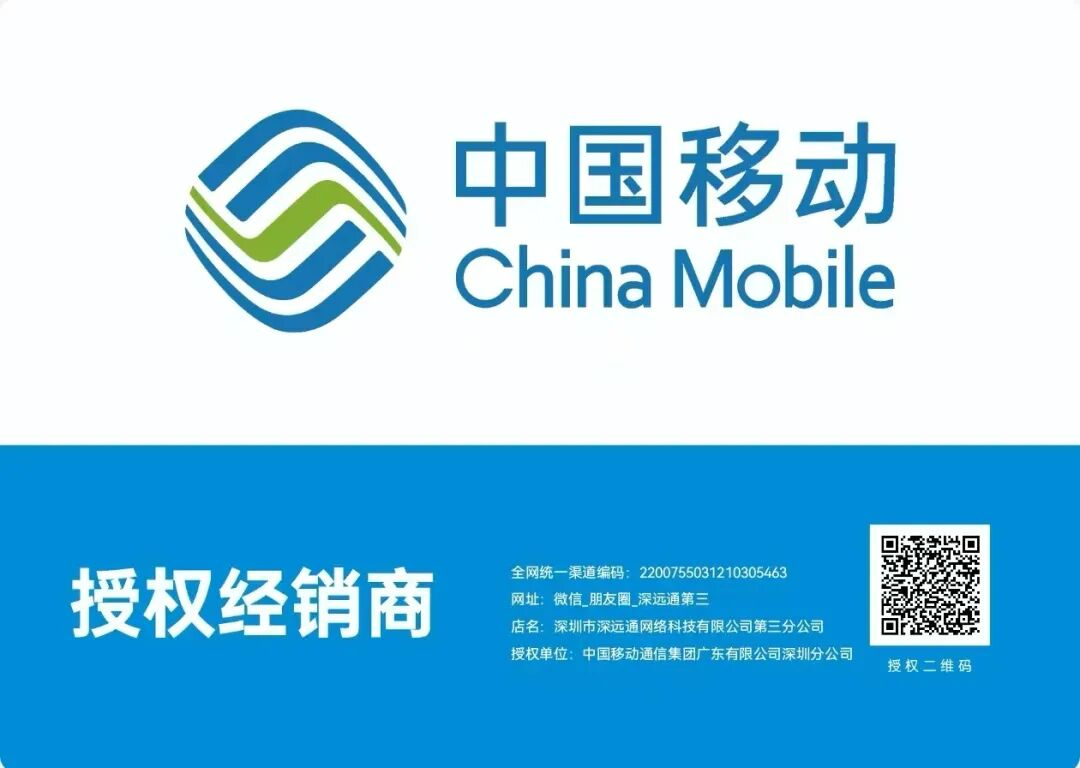 中国移动
China Mobile
授权经销商
全网统一渠道编码：2200755031210305463
网址：微信_朋友圈_深远通第三
店名：深圳市深远通网络科技有限公司第三分公司
授权单位：中国移动通信集团广东有限公司深圳分公司
授权二维码